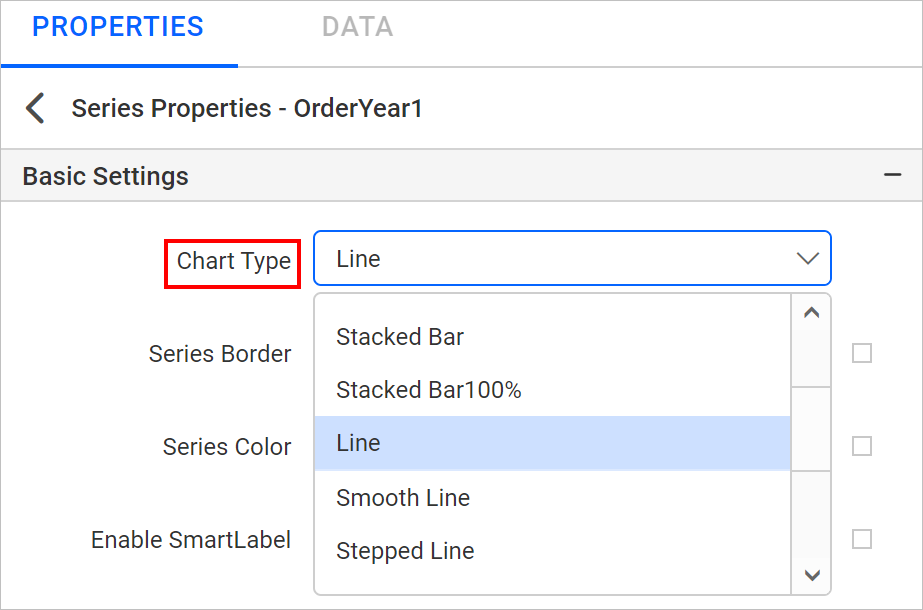 PROPERTIES DATA
Series Properties - OrderYear1
Basic Settings
Chart Type Line
Stacked Bar
Series Border
Stacked Bar100%
Line
Series Color
Smooth Line
Enable SmartLabel
Stepped Line